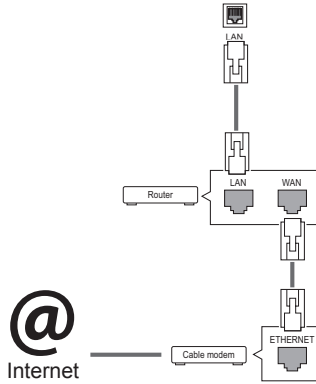 LAN
LAN WAN
Router
ETHERNET
@
Internet
Cable modem